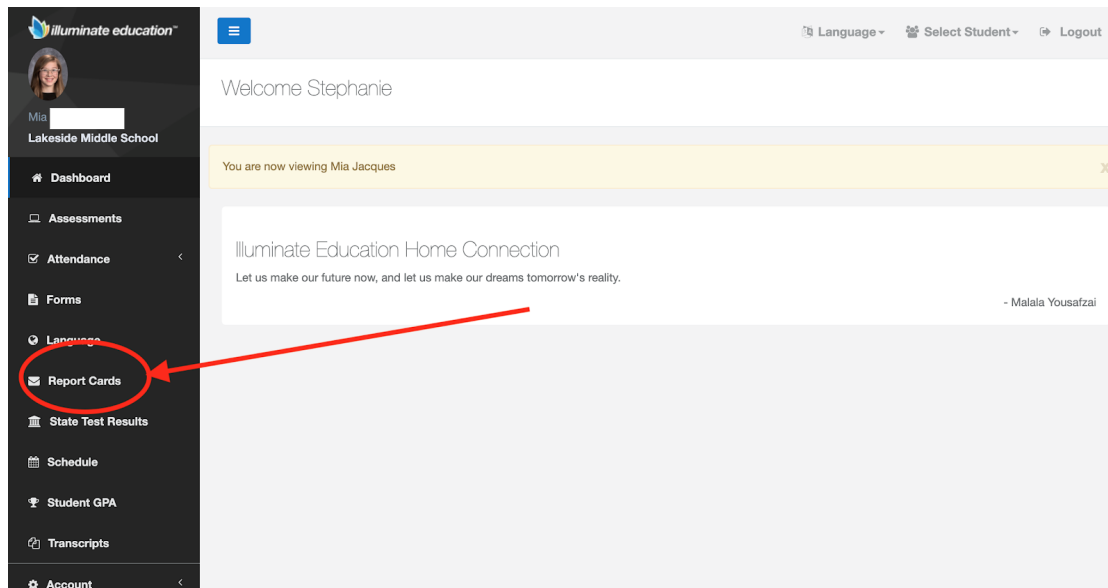 illuminate education™
Mia
Lakeside Middle School
Dashboard
Assessments
Attendance
Forms
Language
Report Cards
State Test Results
Schedule
Student GPA
Transcripts
Account
Language
Select Student
Logout
Welcome Stephanie
You are now viewing Mia Jacques
x
Illuminate Education Home Connection
Let us make our future now, and let us make our dreams tomorrow's reality.
- Malala Yousafzai